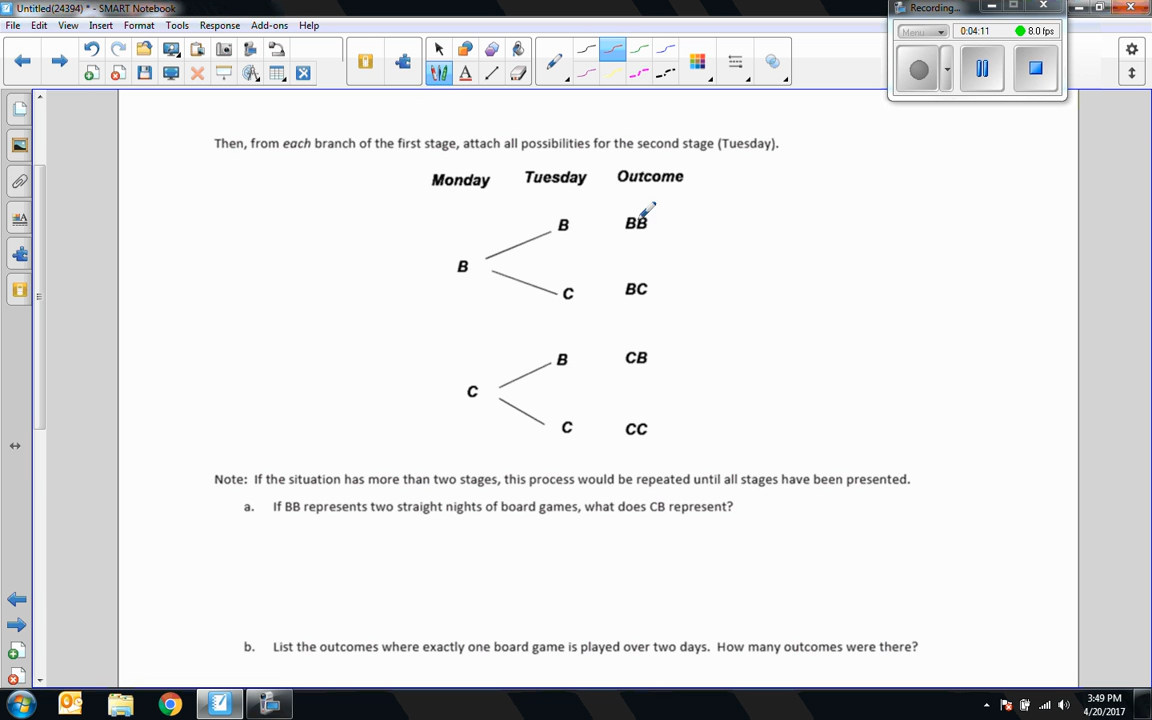 Untitled(24394) * - SMART Notebook
File Edit View Insert Format Tools Response Add-ons Help
Recording...
Menu 0:04:11 8.0 fps
Then, from each branch of the first stage, attach all possibilities for the second stage (Tuesday).
Monday Tuesday Outcome
B BB
B
C BC
B CB
C
C CC
Note: If the situation has more than two stages, this process would be repeated until all stages have been presented.
a. If BB represents two straight nights of board games, what does CB represent?
b. List the outcomes where exactly one board game is played over two days. How many outcomes were there?
3:49 PM
4/20/2017